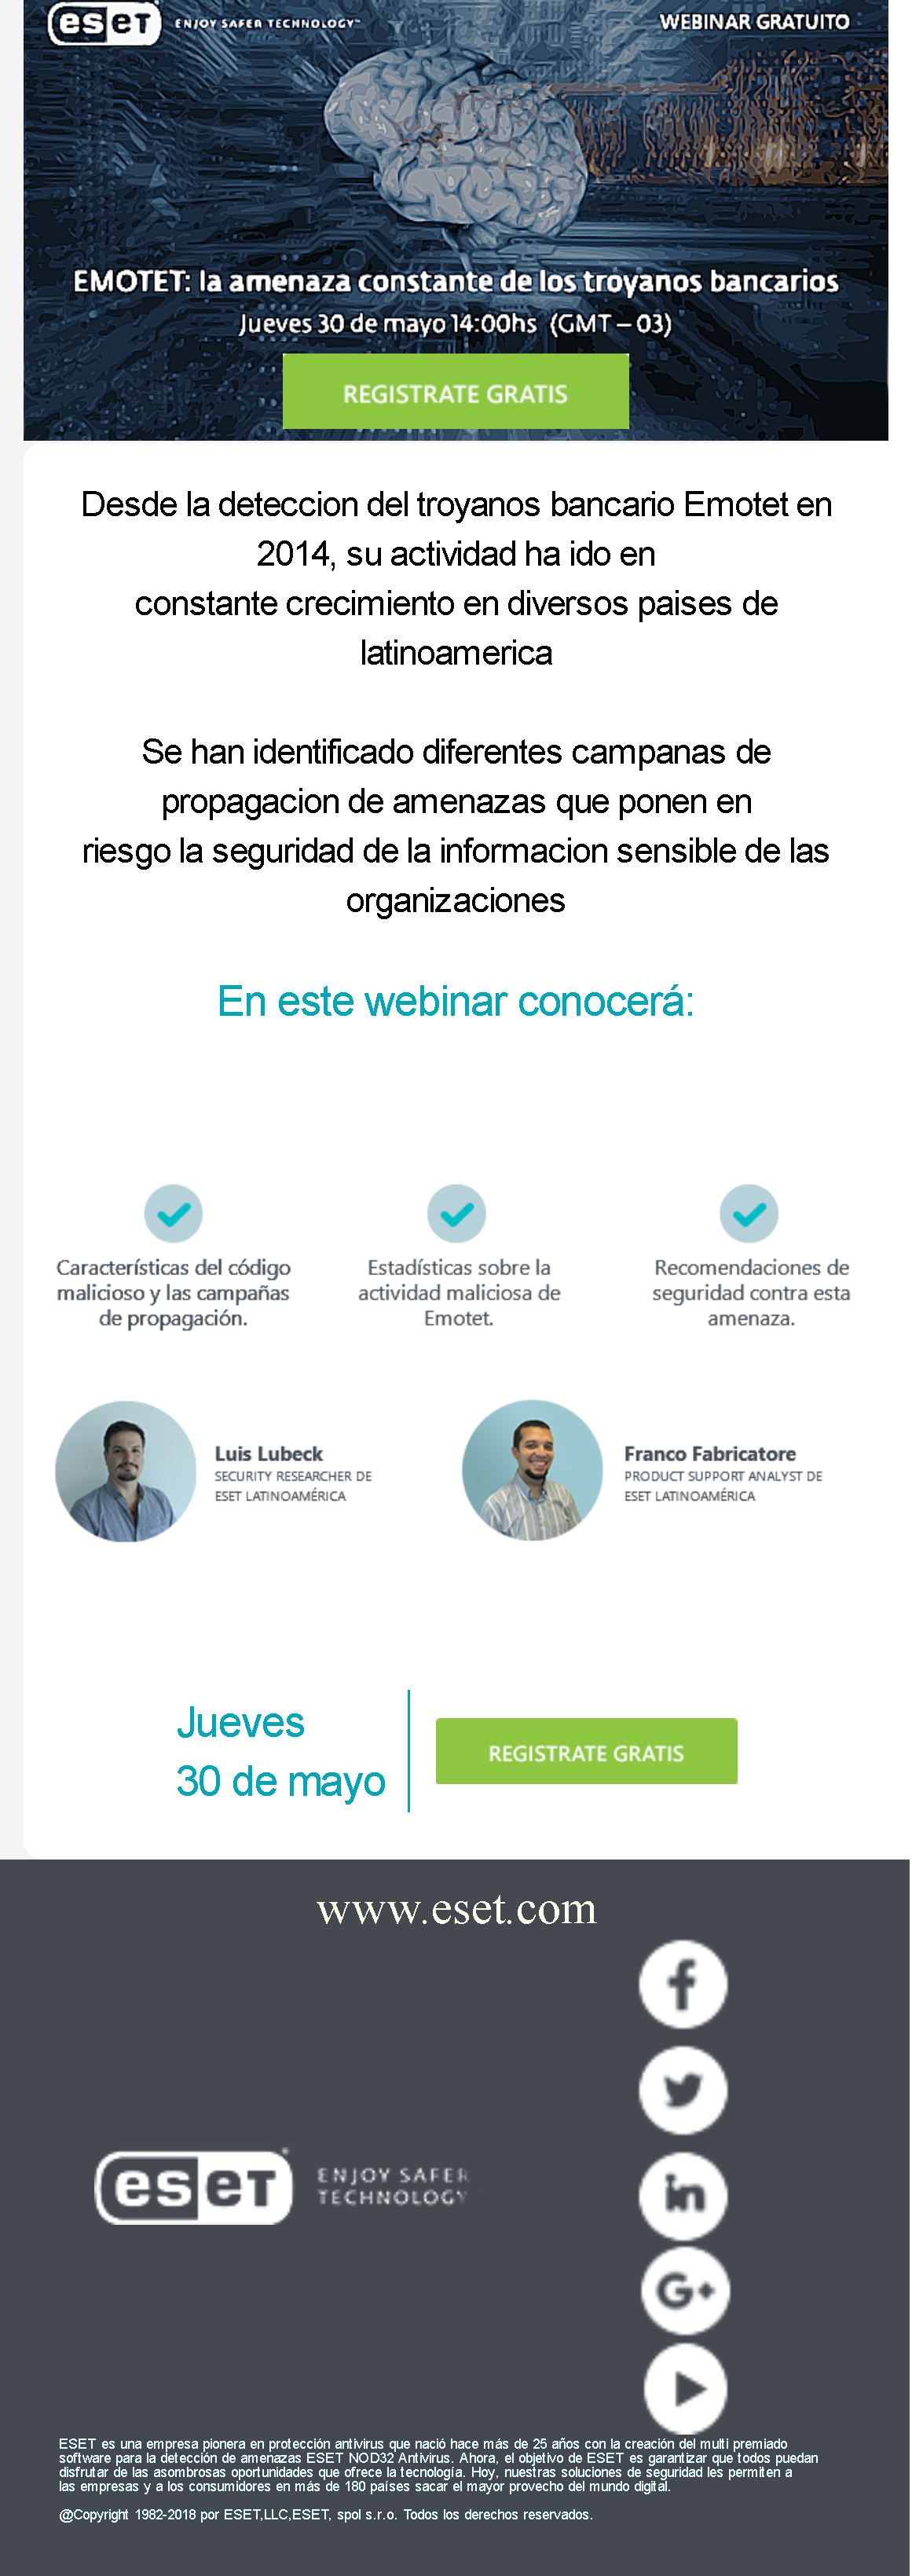 eset ENJOY SAFER TECHNOLOGY™
WEBINAR GRATUITO
EMOTET: la amenaza constante de los troyanos bancarios
Jueves 30 de mayo 14:00hs (GMT – 03)
REGISTRATE GRATIS
Desde la deteccion del troyanos bancario Emotet en
2014, su actividad ha ido en
constante crecimiento en diversos paises de
latinoamerica
Se han identificado diferentes campanas de
propagacion de amenazas que ponen en
riesgo la seguridad de la informacion sensible de las
organizaciones
En este webinar conocerá:
Características del código
malicioso y las campañas
de propagación.
Estadísticas sobre la
actividad maliciosa de
Emotet.
Recomendaciones de
seguridad contra esta
amenaza.
Luis Lubeck
SECURITY RESEARCHER DE
ESET LATINOAMÉRICA
Franco Fabricatore
PRODUCT SUPPORT ANALYST DE
ESET LATINOAMÉRICA
Jueves
30 de mayo
REGISTRATE GRATIS
www.eset.com
f
in
G+
eset ®
ENJOY SAFER
TECHNOLOGY
ESET es una empresa pionera en protección antivirus que nació hace más de 25 años con la creación del multi premiado
software para la detección de amenazas ESET NOD32 Antivirus. Ahora, el objetivo de ESET es garantizar que todos puedan
disfrutar de las asombrosas oportunidades que ofrece la tecnología. Hoy, nuestras soluciones de seguridad les permiten a
las empresas y a los consumidores en más de 180 países sacar el mayor provecho del mundo digital.
@Copyright 1982-2018 por ESET,LLC,ESET, spol s.r.o. Todos los derechos reservados.